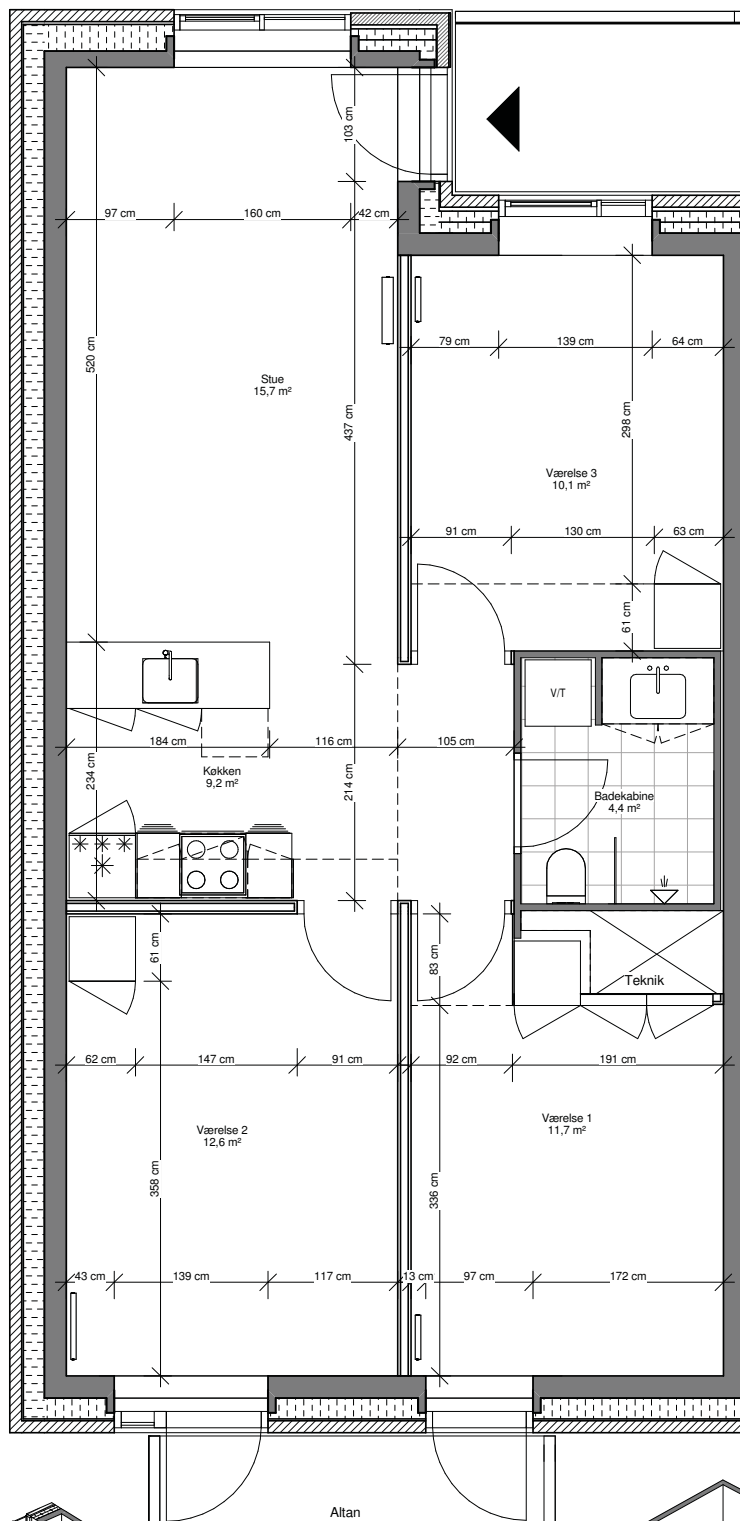 103 cm
97 cm
160 cm
42 cm
520 cm
79 cm
139 cm
64 cm
Stue
15,7 m²
437 cm
298 cm
Værelse 3
10,1 m²
91 cm
130 cm
63 cm
61 cm
V/T
184 cm
116 cm
105 cm
234 cm
Køkken
9,2 m²
214 cm
Badekabine
4,4 m²
61 cm
83 cm
Teknik
62 cm
147 cm
91 cm
92 cm
191 cm
Værelse 2
12,6 m²
Værelse 1
11,7 m²
358 cm
336 cm
43 cm
139 cm
117 cm
13 cm
97 cm
172 cm
Altan